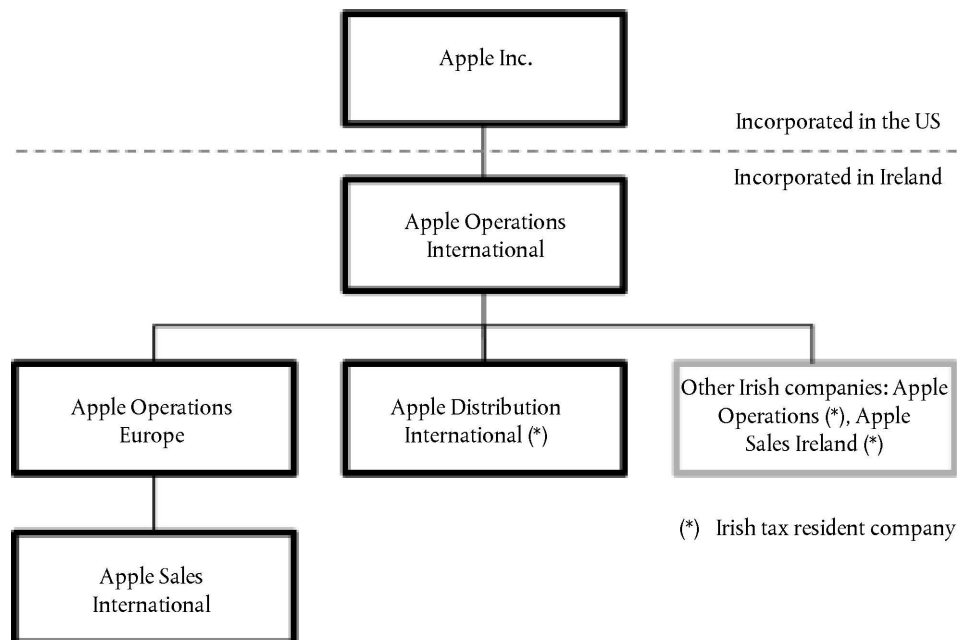 Apple Inc.
Incorporated in the US
Incorporated in Ireland
Apple Operations
International
Apple Operations
Europe
Apple Distribution
International (*)
Other Irish companies: Apple
Operations (*), Apple
Sales Ireland (*)
(*) Irish tax resident company
Apple Sales
International